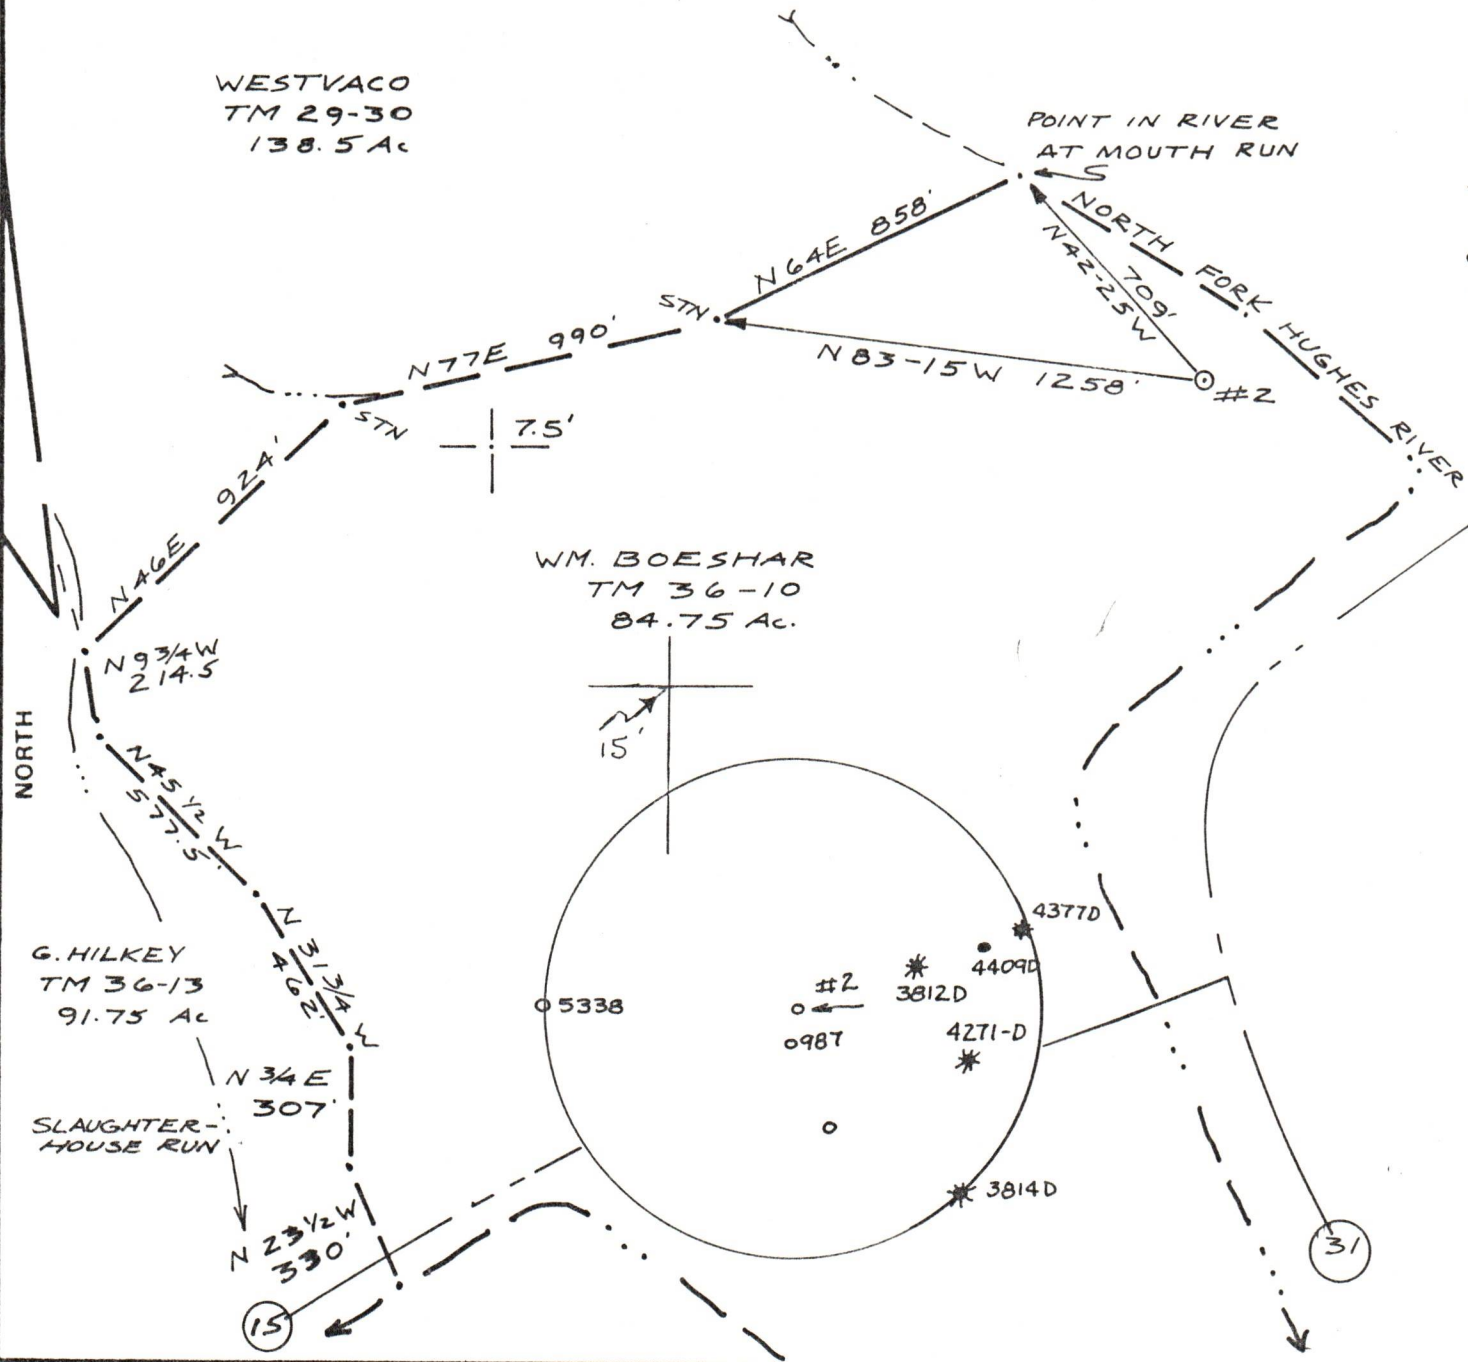 WESTVACO
TM 29-30
138.5 Ac
POINT IN RIVER
AT MOUTH RUN
N64E 858'
NORTH FORK HUGHES RIVER
709'
N42-25W
STN
N77E 990'
N83-15W 1258'
#2
STN
7.5'
924'
N46E
WM. BOESHAR
TM 36-10
84.75 Ac.
N9 3/4 W
214.5
15'
NORTH
N45 1/2 W
577.5'
N 31 3/4 W
462'
4377D
4409D
3812D
#2
5338
987
4271-D
G. HILKEY
TM 36-13
91.75 Ac
N 3/4 E
307'
SLAUGHTER-
HOUSE RUN
3814D
N 23 1/2 W
330'
31
15